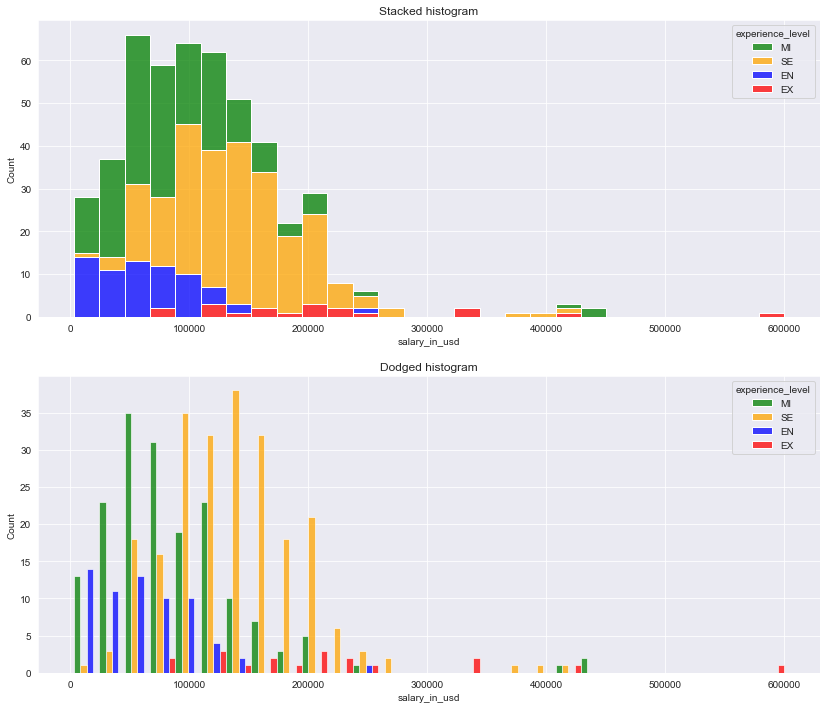 Stacked histogram
experience_level
MI
SE
EN
EX
60
50
40
30
20
10
0
Count
0 100000 200000 300000 400000 500000 600000
salary_in_usd
Dodged histogram
experience_level
MI
SE
EN
EX
35
30
25
20
15
10
5
0
Count
0 100000 200000 300000 400000 500000 600000
salary_in_usd